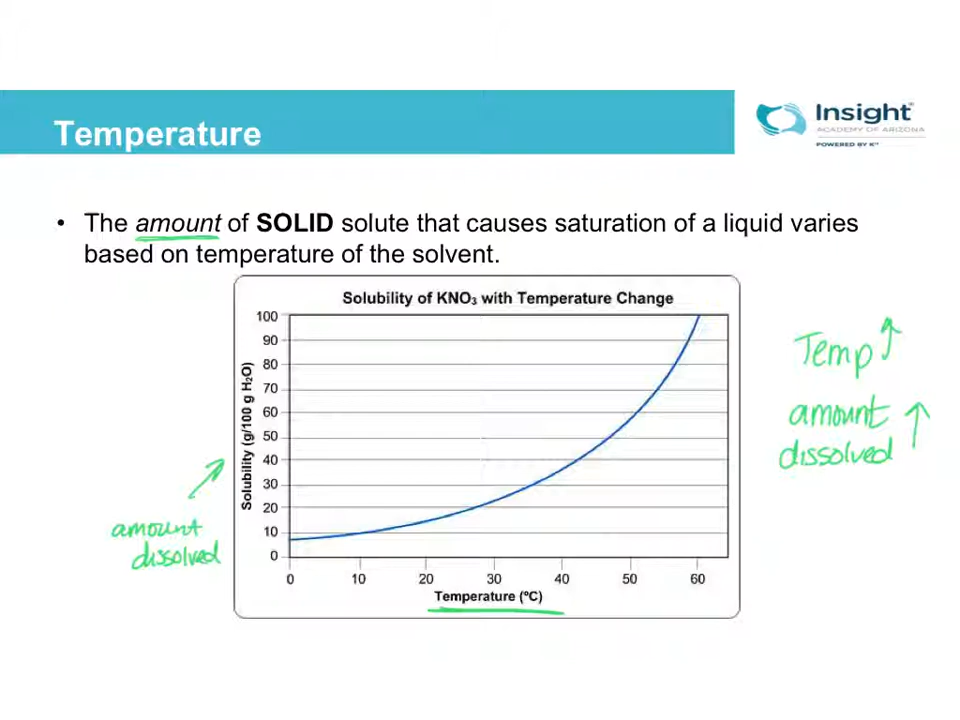 Temperature
Insight
ACADEMY OF ARIZONA
POWERED BY K¹²
• The amount of SOLID solute that causes saturation of a liquid varies
based on temperature of the solvent.
Solubility of KNO₃ with Temperature Change
Solubility (g/100 g H₂O)
100
90
80
70
60
50
40
30
20
10
0
0 10 20 30 40 50 60
Temperature (ºC)
amount
dissolved
Temp ↑
amount ↑
dissolved